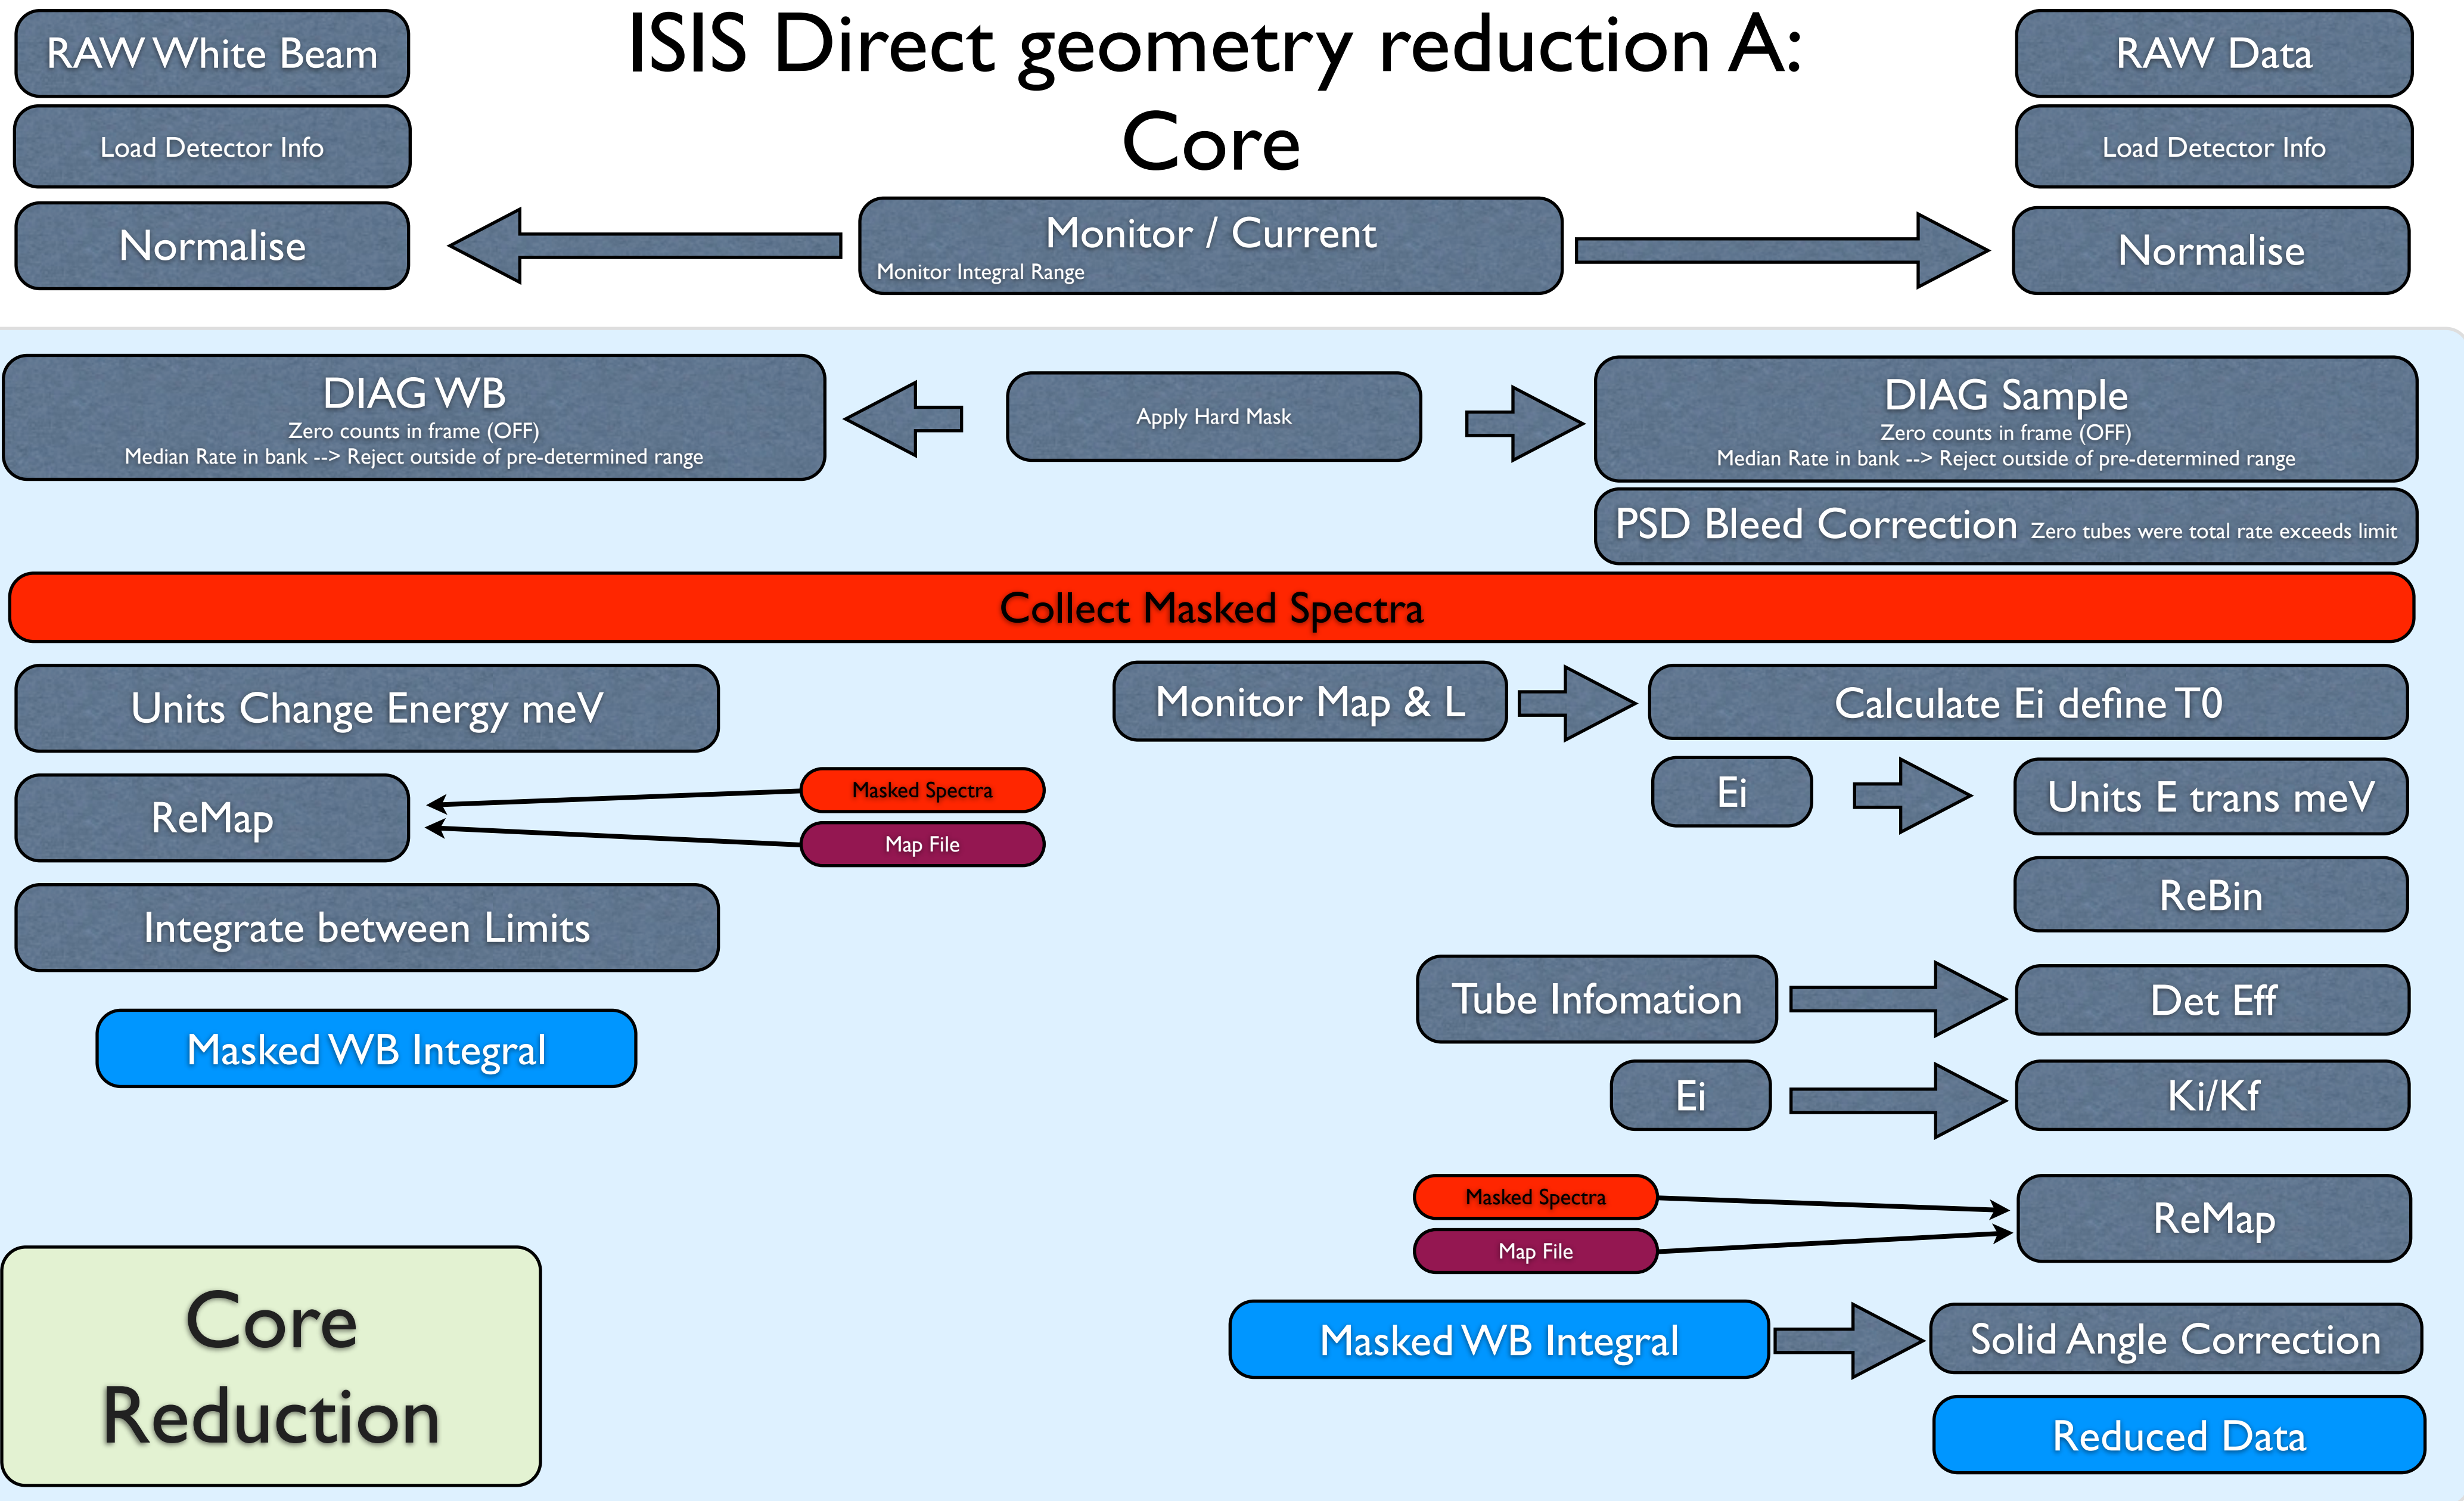 ISIS Direct geometry reduction A:
Core
RAW White Beam
RAW Data
Load Detector Info
Load Detector Info
Normalise
Monitor / Current
Monitor Integral Range
Normalise
DIAG WB
Zero counts in frame (OFF)
Median Rate in bank --> Reject outside of pre-determined range
Apply Hard Mask
DIAG Sample
Zero counts in frame (OFF)
Median Rate in bank --> Reject outside of pre-determined range
PSD Bleed Correction Zero tubes were total rate exceeds limit
Collect Masked Spectra
Units Change Energy meV
Monitor Map & L
Calculate Ei define T0
ReMap
Masked Spectra
Map File
Ei
Units E trans meV
ReBin
Integrate between Limits
Tube Infomation
Det Eff
Masked WB Integral
Ei
Ki/Kf
Masked Spectra
Map File
ReMap
Core
Reduction
Masked WB Integral
Solid Angle Correction
Reduced Data